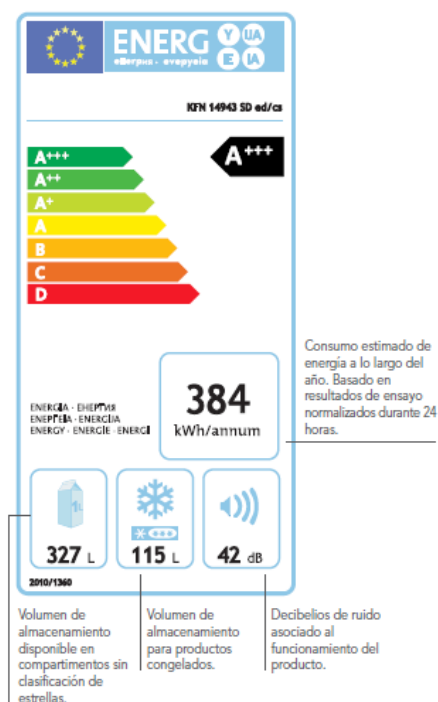 ENERG
Y UA
E IA
енергия · ενεργεια
KFN 14943 SD ed/cs
A+++
A+++
A++
A+
A
B
C
D
Consumo estimado de
energía a lo largo del
año. Basado en
resultados de ensayo
normalizados durante 24
horas.
384
kWh/annum
ENERGIA · ЕНЕРГИЯ
ΕΝΕΡΓΕΙΑ · ENERGIJA
ENERGY · ENERGIE · ENERGI
1L
327 L
115 L
42 dB
2010/1360
Volumen de
almacenamiento
disponible en
compartimentos sin
clasificación de
estrellas.
Volumen de
almacenamiento
para productos
congelados.
Decibelios de ruido
asociado al
funcionamiento del
producto.